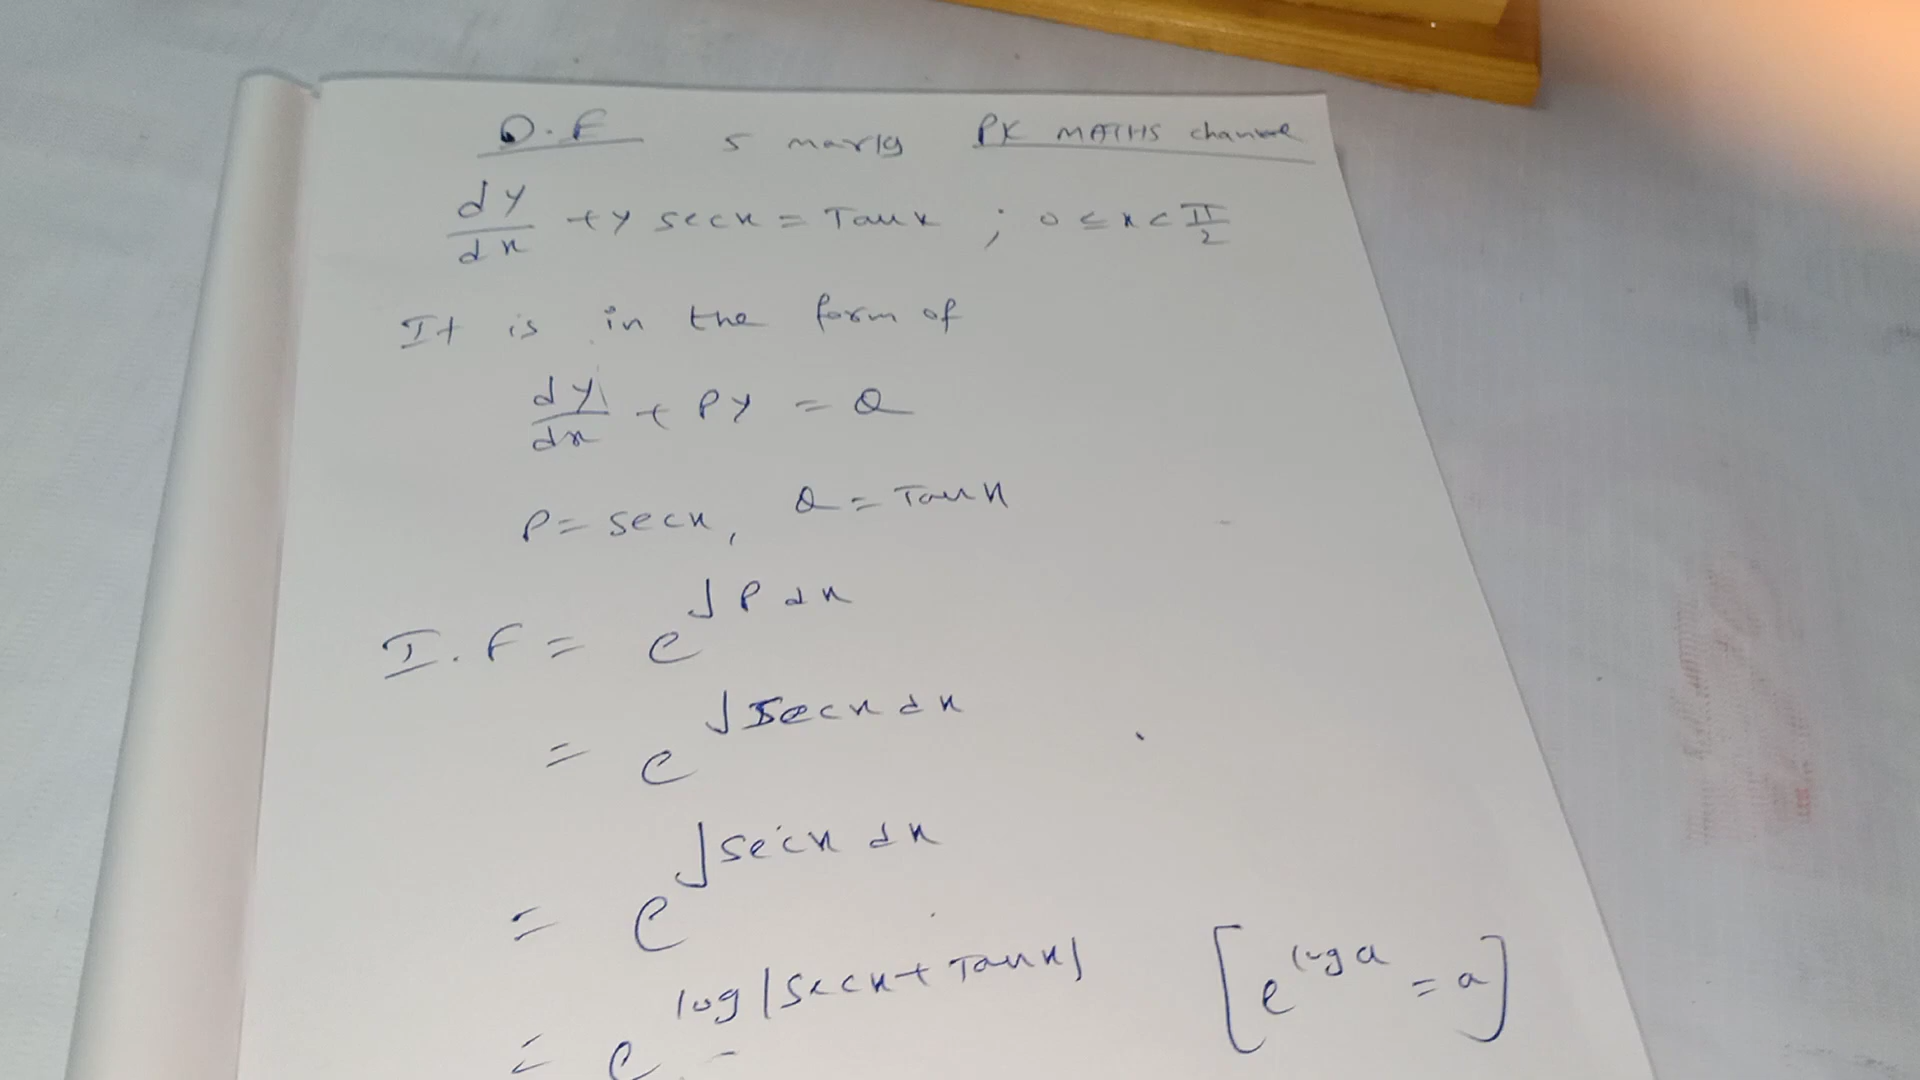 D.E 5 marks PK MATHS channel
dy/dx + y secx = Tanx ; 0 ≤ x < π/2
It is in the form of
dy/dx + Py = Q
P = secx, Q = Tanx
I.F = e^∫Pdx
= e^∫secx dx
= e^∫secx dx
= e^log|secx+Tanx| [e^log a = a]